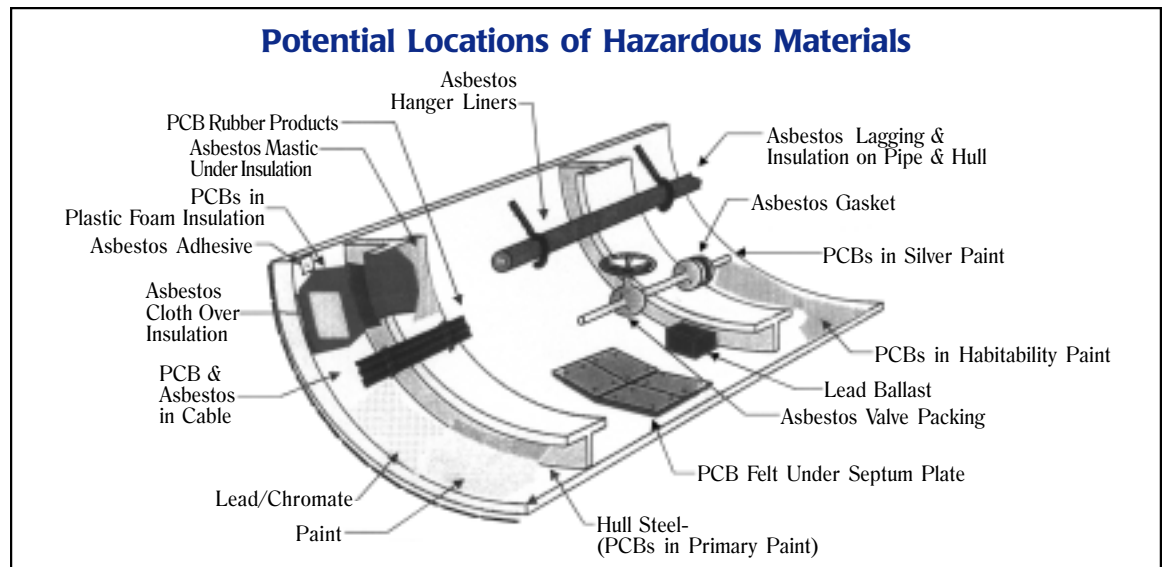 Potential Locations of Hazardous Materials
Asbestos
Hanger Liners
PCB Rubber Products
Asbestos Mastic
Under Insulation
PCBs in
Plastic Foam Insulation
Asbestos Adhesive
Asbestos
Cloth Over
Insulation
PCB &
Asbestos
in Cable
Lead/Chromate
Paint
Asbestos Lagging &
Insulation on Pipe & Hull
Asbestos Gasket
PCBs in Silver Paint
PCBs in Habitability Paint
Lead Ballast
Asbestos Valve Packing
PCB Felt Under Septum Plate
Hull Steel-
(PCBs in Primary Paint)